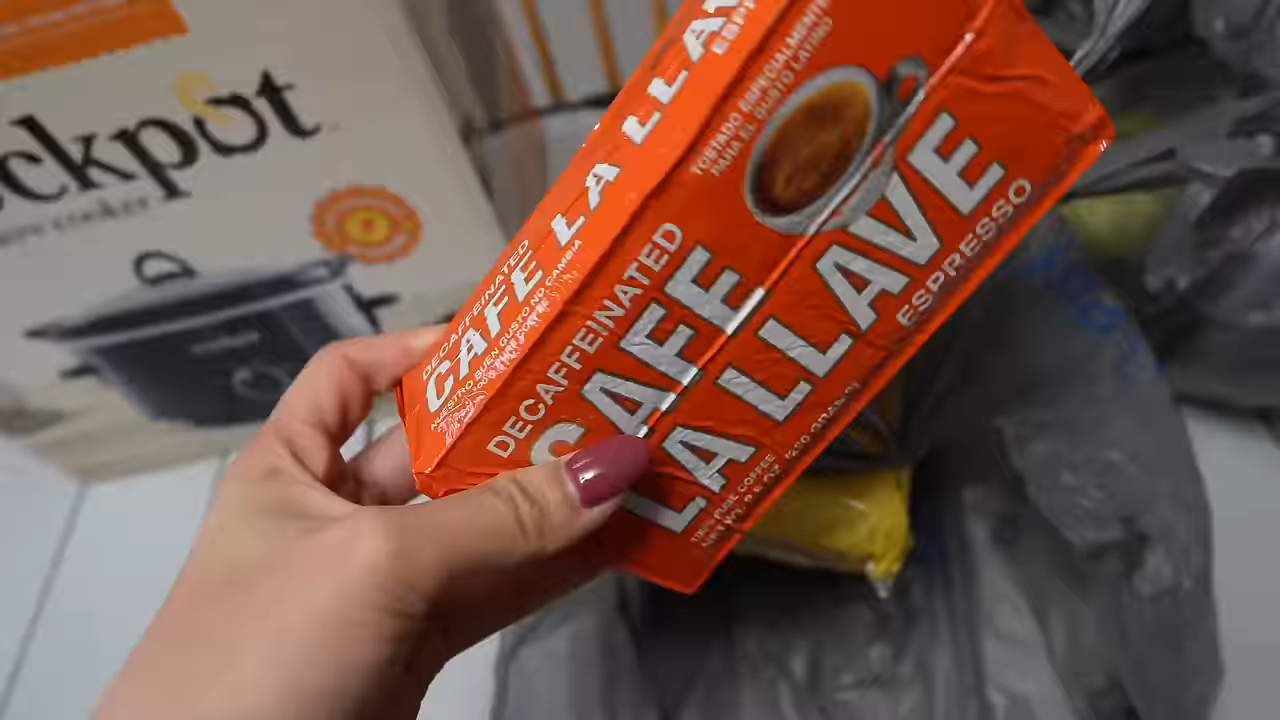 ckpot
DECAFFEINATED
CAFE LA
NUESTRO BUEN GUSTO NO CAMBIA
ESPR
TOSTADO ESPECIALMENTE
PARA EL GUSTO LATINO
DECAFFEINATED
CAFE
LA LLAVE
ESPRESSO
100% PURE COFFEE